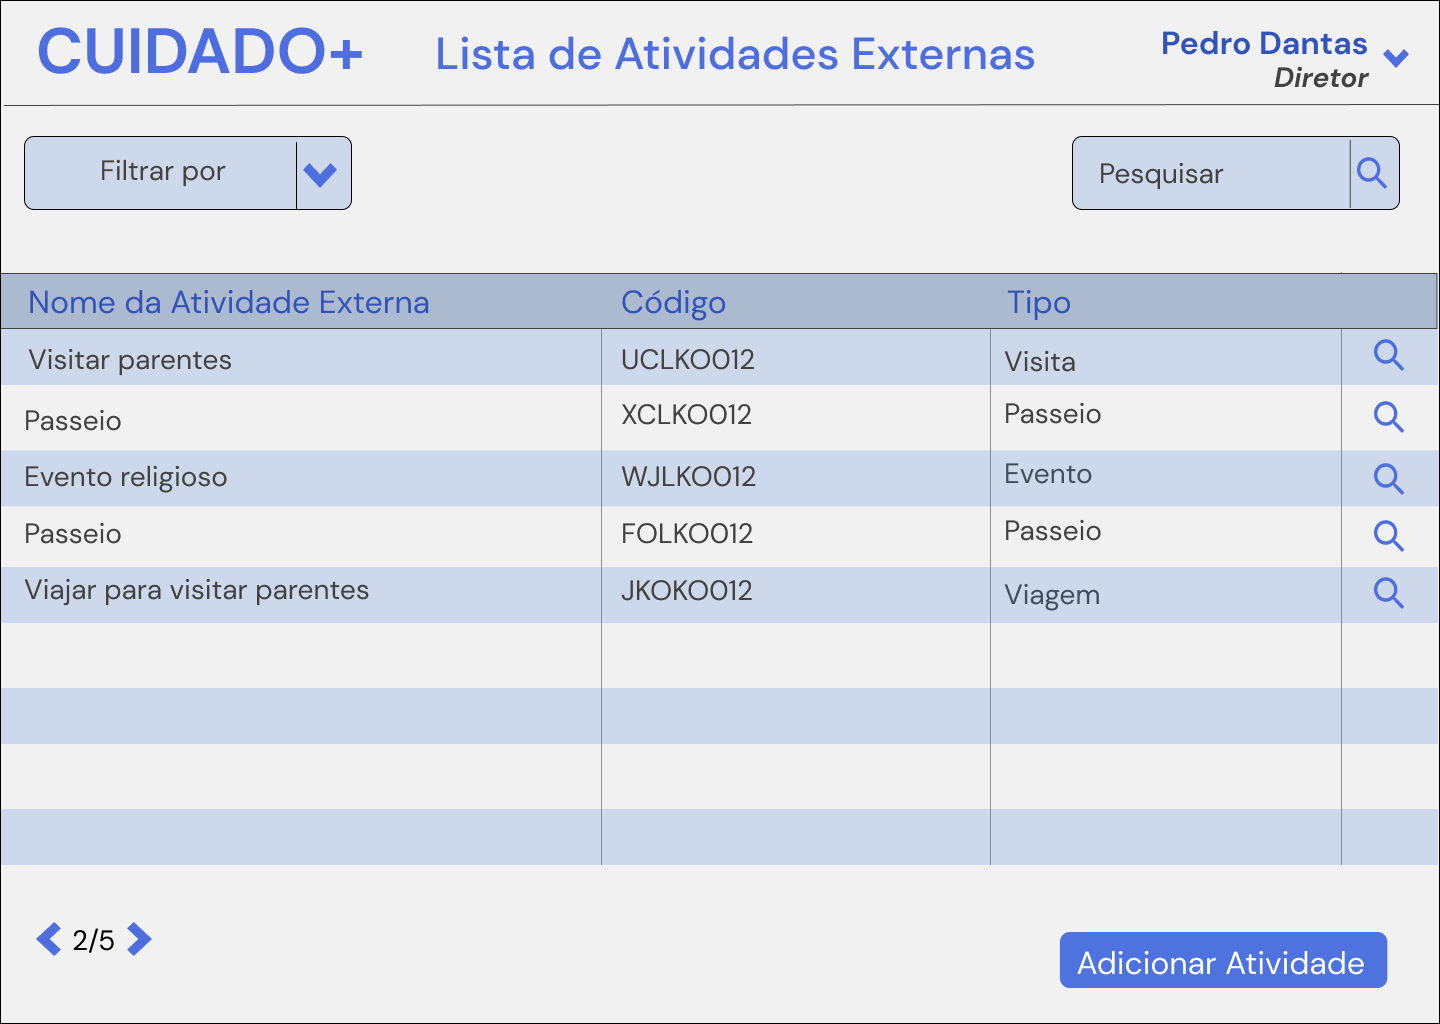 CUIDADO+
Lista de Atividades Externas
Pedro Dantas
Diretor
Filtrar por
Pesquisar
Nome da Atividade Externa Código Tipo
Visitar parentes UCLKO012 Visita
Passeio XCLKO012 Passeio
Evento religioso WJLKO012 Evento
Passeio FOLKO012 Passeio
Viajar para visitar parentes JKOKO012 Viagem
2/5
Adicionar Atividade